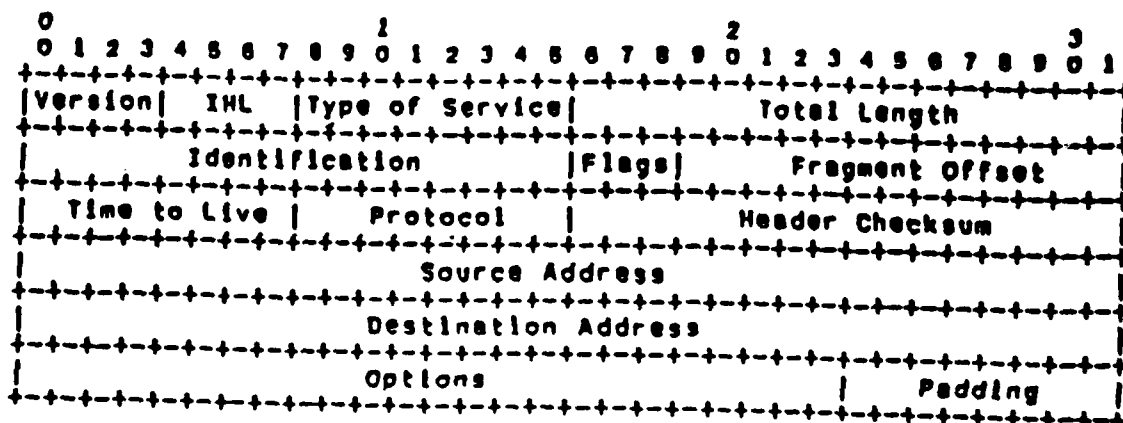 0                   1                   2                   3
0 1 2 3 4 5 6 7 8 9 0 1 2 3 4 5 6 7 8 9 0 1 2 3 4 5 6 7 8 9 0 1
+-+-+-+-+-+-+-+-+-+-+-+-+-+-+-+-+-+-+-+-+-+-+-+-+-+-+-+-+-+-+-+-+
|Version|  IHL  |Type of Service|          Total Length         |
+-+-+-+-+-+-+-+-+-+-+-+-+-+-+-+-+-+-+-+-+-+-+-+-+-+-+-+-+-+-+-+-+
|         Identification        |Flags|      Fragment Offset    |
+-+-+-+-+-+-+-+-+-+-+-+-+-+-+-+-+-+-+-+-+-+-+-+-+-+-+-+-+-+-+-+-+
|  Time to Live |    Protocol   |         Header Checksum       |
+-+-+-+-+-+-+-+-+-+-+-+-+-+-+-+-+-+-+-+-+-+-+-+-+-+-+-+-+-+-+-+-+
|                       Source Address                          |
+-+-+-+-+-+-+-+-+-+-+-+-+-+-+-+-+-+-+-+-+-+-+-+-+-+-+-+-+-+-+-+-+
|                    Destination Address                        |
+-+-+-+-+-+-+-+-+-+-+-+-+-+-+-+-+-+-+-+-+-+-+-+-+-+-+-+-+-+-+-+-+
|                    Options                    |    Padding    |
+-+-+-+-+-+-+-+-+-+-+-+-+-+-+-+-+-+-+-+-+-+-+-+-+-+-+-+-+-+-+-+-+